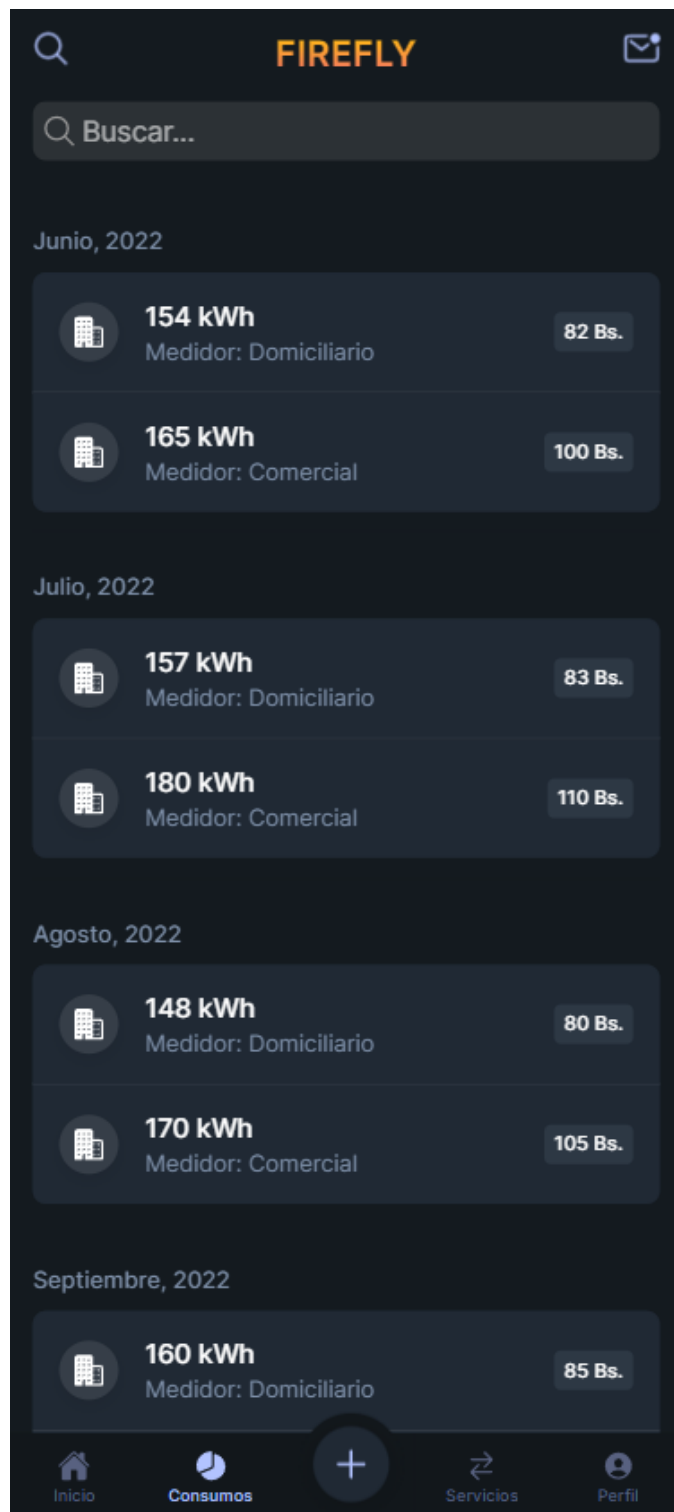 FIREFLY
Buscar...
Junio, 2022
154 kWh
Medidor: Domiciliario
82 Bs.
165 kWh
Medidor: Comercial
100 Bs.
Julio, 2022
157 kWh
Medidor: Domiciliario
83 Bs.
180 kWh
Medidor: Comercial
110 Bs.
Agosto, 2022
148 kWh
Medidor: Domiciliario
80 Bs.
170 kWh
Medidor: Comercial
105 Bs.
Septiembre, 2022
160 kWh
Medidor: Domiciliario
85 Bs.
Inicio
Consumos
Servicios
Perfil